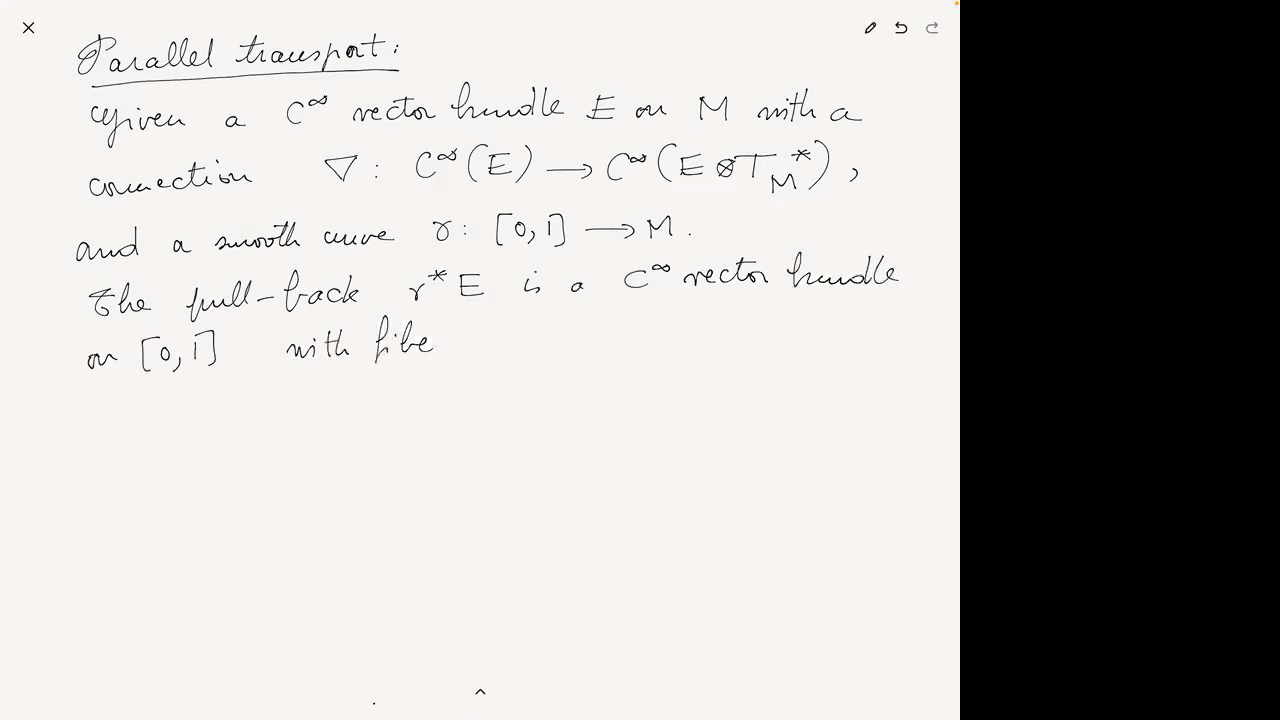 Parallel transport:
Given a C^∞ vector bundle E on M with a
connection ∇ : C^∞(E) ⟶ C^∞(E⊗T_M^*),
and a smooth curve γ: [0,1] ⟶ M.
The pull-back γ*E is a C^∞ vector bundle
on [0,1] with fibe